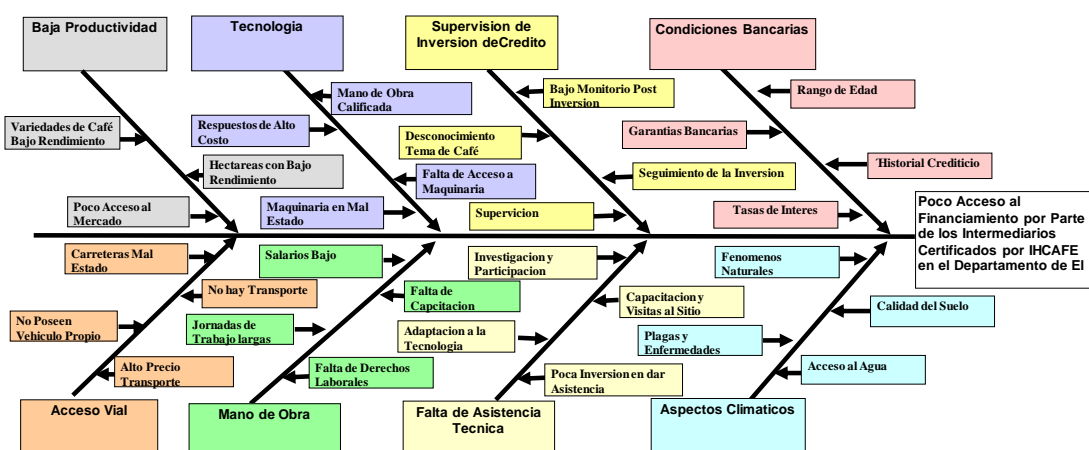 Baja Productividad
Tecnologia
Supervision de
Inversion deCredito
Condiciones Bancarias
Variedades de Café
Bajo Rendimiento
Hectareas con Bajo
Rendimiento
Poco Acceso al
Mercado
Mano de Obra
Calificada
Respuestos de Alto
Costo
Falta de Acceso a
Maquinaria
Maquinaria en Mal
Estado
Bajo Monitorio Post
Inversion
Desconocimiento
Tema de Café
Seguimiento de la Inversion
Supervicion
Rango de Edad
Garantias Bancarias
Historial Crediticio
Tasas de Interes
Poco Acceso al
Financiamiento por Parte
de los Intermediarios
Certificados por IHCAFE
en el Departamento de El
Carreteras Mal
Estado
No hay Transporte
No Poseen
Vehiculo Propio
Alto Precio
Transporte
Salarios Bajo
Falta de
Capcitacion
Jornadas de
Trabajo largas
Falta de Derechos
Laborales
Investigacion y
Participacion
Capacitacion y
Visitas al Sitio
Adaptacion a la
Tecnologia
Poca Inversion en dar
Asistencia
Fenomenos
Naturales
Calidad del Suelo
Plagas y
Enfermedades
Acceso al Agua
Acceso Vial
Mano de Obra
Falta de Asistencia
Tecnica
Aspectos Climaticos